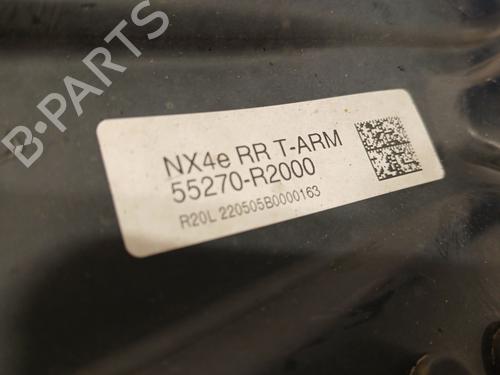 NX4e RR T-ARM
55270-R2000
R20L 220505B0000163
B-PARTS